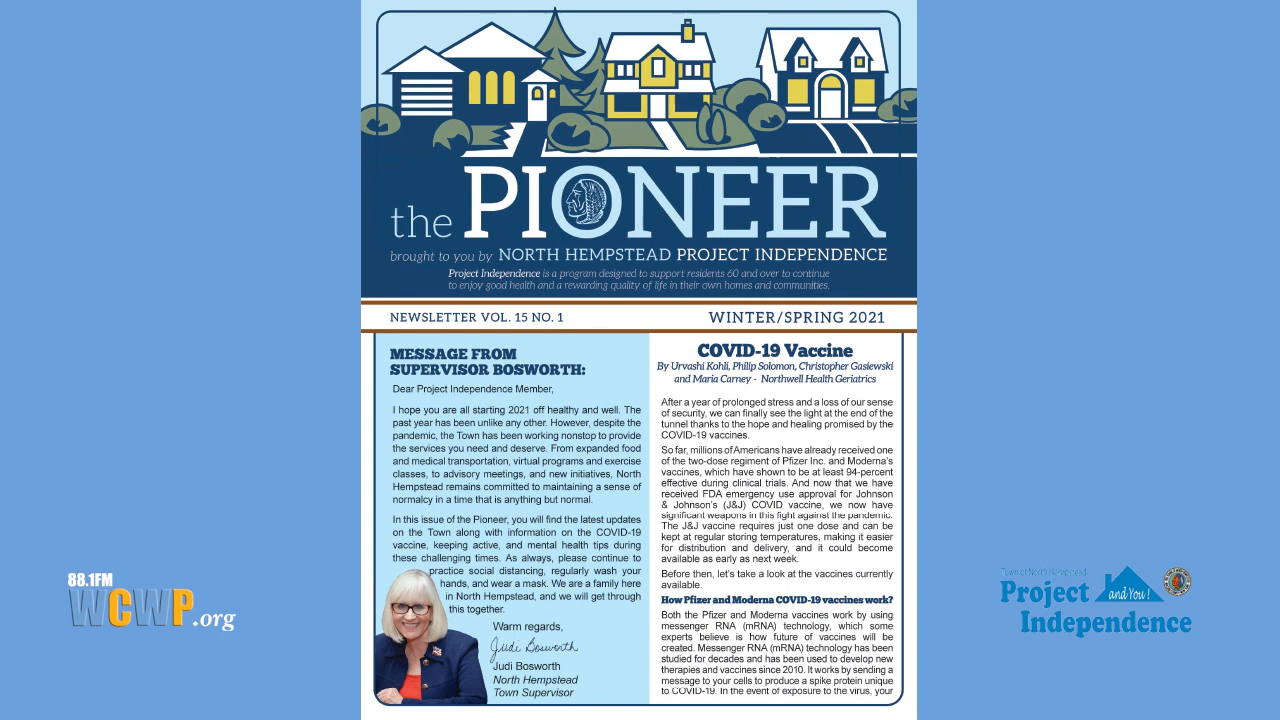 the PIONEER
brought to you by NORTH HEMPSTEAD PROJECT INDEPENDENCE
Project Independence is a program designed to support residents 60 and over to continue
to enjoy good health and a rewarding quality of life in their own homes and communities.
NEWSLETTER VOL. 15 NO. 1
WINTER/SPRING 2021
MESSAGE FROM
SUPERVISOR BOSWORTH:
Dear Project Independence Member,
I hope you are all starting 2021 off healthy and well. The
past year has been unlike any other. However, despite the
pandemic, the Town has been working nonstop to provide
the services you need and deserve. From expanded food
and medical transportation, virtual programs and exercise
classes, to advisory meetings, and new initiatives, North
Hempstead remains committed to maintaining a sense of
normalcy in a time that is anything but normal.
In this issue of the Pioneer, you will find the latest updates
on the Town along with information on the COVID-19
vaccine, keeping active, and mental health tips during
these challenging times. As always, please continue to
practice social distancing, regularly wash your
hands, and wear a mask. We are a family here
in North Hempstead, and we will get through
this together.
Warm regards,
Judi Bosworth
Judi Bosworth
North Hempstead
Town Supervisor
COVID-19 Vaccine
By Urvashi Kohli, Philip Solomon, Christopher Gasiewski
and Maria Carney - Northwell Health Geriatrics
After a year of prolonged stress and a loss of our sense
of security, we can finally see the light at the end of the
tunnel thanks to the hope and healing promised by the
COVID-19 vaccines.
So far, millions of Americans have already received one
of the two-dose regiment of Pfizer Inc. and Moderna's
vaccines, which have shown to be at least 94-percent
effective during clinical trials. And now that we have
received FDA emergency use approval for Johnson
& Johnson's (J&J) COVID vaccine, we now have
significant weapons in this fight against the pandemic.
The J&J vaccine requires just one dose and can be
kept at regular storing temperatures, making it easier
for distribution and delivery, and it could become
available as early as next week.
Before then, let's take a look at the vaccines currently
available.
How Pfizer and Moderna COVID-19 vaccines work?
Both the Pfizer and Moderna vaccines work by using
messenger RNA (mRNA) technology, which some
experts believe is how future of vaccines will be
created. Messenger RNA (mRNA) technology has been
studied for decades and has been used to develop new
therapies and vaccines since 2010. It works by sending a
message to your cells to produce a spike protein unique
to COVID-19. In the event of exposure to the virus, your
88.1FM
WCWP.org
Town of North Hempstead
Project and You!
Independence